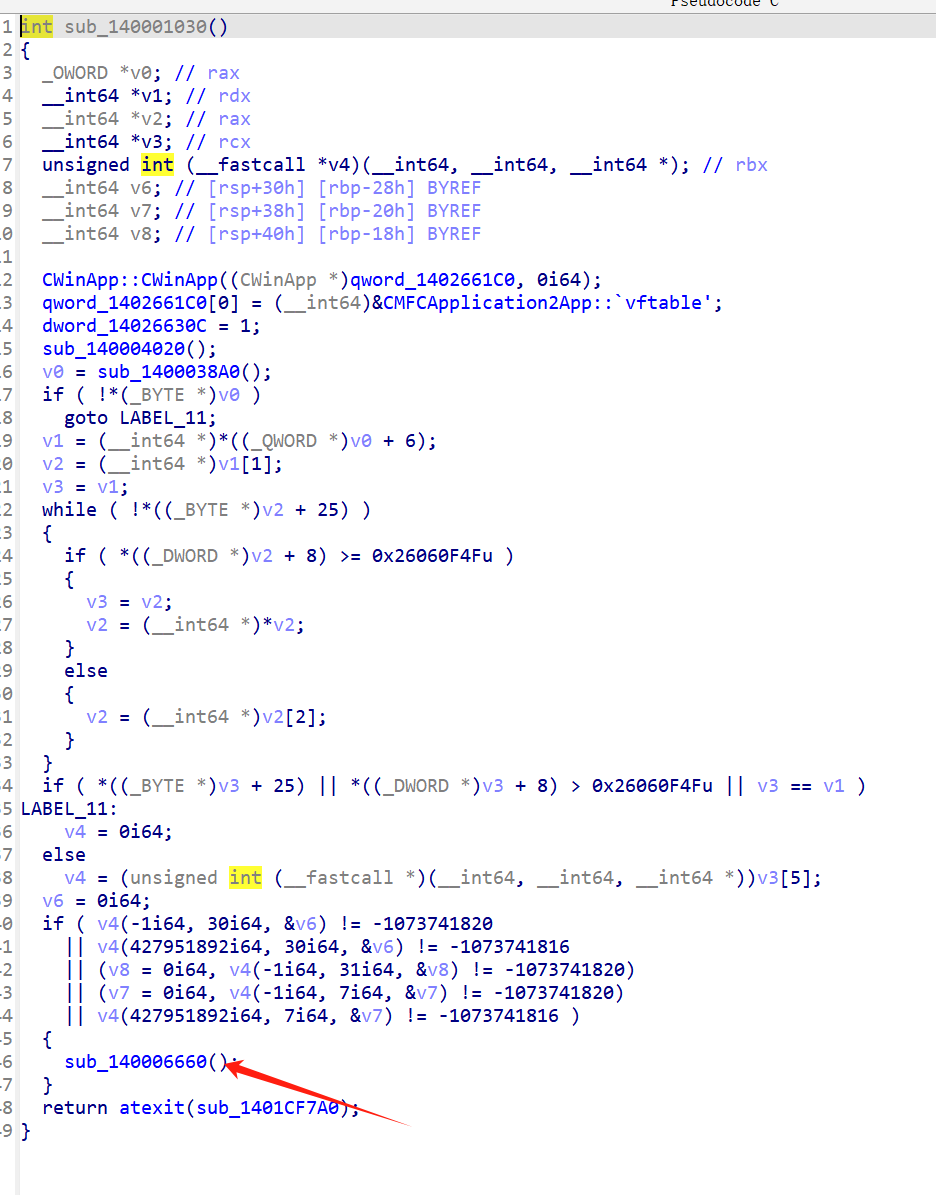 Pseudocode C
1 int sub_140001030()
2 {
3 _OWORD *v0; // rax
4 __int64 *v1; // rdx
5 __int64 *v2; // rax
6 __int64 *v3; // rcx
7 unsigned int (__fastcall *v4)(__int64, __int64, __int64 *); // rbx
8 __int64 v6; // [rsp+30h] [rbp-28h] BYREF
9 __int64 v7; // [rsp+38h] [rbp-20h] BYREF
0 __int64 v8; // [rsp+40h] [rbp-18h] BYREF
1
2 CWinApp::CWinApp((CWinApp *)qword_1402661C0, 0i64);
3 qword_1402661C0[0] = (__int64)&CMFCApplication2App::`vftable';
4 dword_14026630C = 1;
5 sub_140004020();
6 v0 = sub_1400038A0();
7 if ( !*(_BYTE *)v0 )
8 goto LABEL_11;
9 v1 = (__int64 *)*((_QWORD *)v0 + 6);
0 v2 = (__int64 *)v1[1];
1 v3 = v1;
2 while ( !*((_BYTE *)v2 + 25) )
3 {
4 if ( *((_DWORD *)v2 + 8) >= 0x26060F4Fu )
5 {
6 v3 = v2;
7 v2 = (__int64 *)*v2;
8 }
9 else
0 {
1 v2 = (__int64 *)v2[2];
2 }
3 }
4 if ( *((_BYTE *)v3 + 25) || *((_DWORD *)v3 + 8) > 0x26060F4Fu || v3 == v1 )
5 LABEL_11:
6 v4 = 0i64;
7 else
8 v4 = (unsigned int (__fastcall *)(__int64, __int64, __int64 *))v3[5];
9 v6 = 0i64;
0 if ( v4(-1i64, 30i64, &v6) != -1073741820
1 || v4(427951892i64, 30i64, &v6) != -1073741816
2 || (v8 = 0i64, v4(-1i64, 31i64, &v8) != -1073741820)
3 || (v7 = 0i64, v4(-1i64, 7i64, &v7) != -1073741820)
4 || v4(427951892i64, 7i64, &v7) != -1073741816 )
5 {
6 sub_140006660();
7 }
8 return atexit(sub_1401CF7A0);
9 }